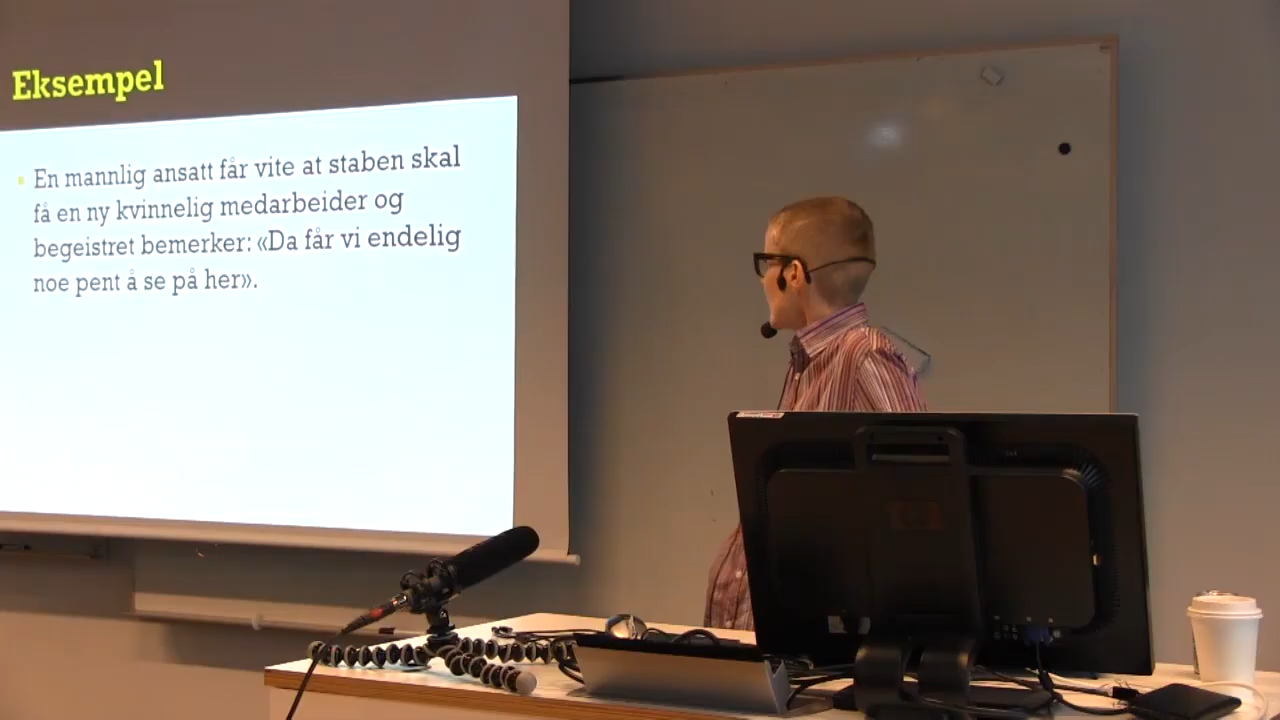 Eksempel
En mannlig ansatt får vite at staben skal
få en ny kvinnelig medarbeider og
begeistret bemerker: «Da får vi endelig
noe pent å se på her».